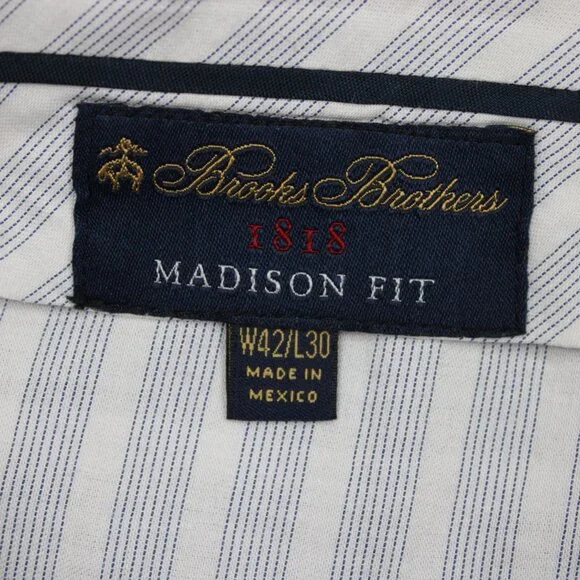 Brooks Brothers
1818
MADISON FIT
W42/L30
MADE IN
MEXICO